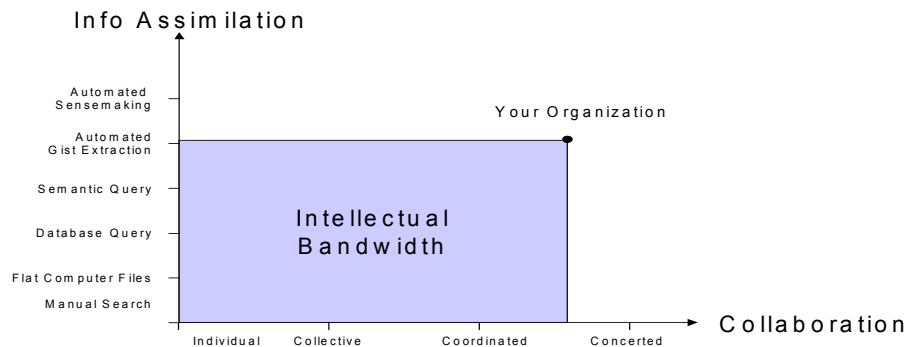 Info Assimilation
Automated
Sensemaking
Your Organization
Automated
Gist Extraction
Semantic Query
Intellectual
Bandwidth
Database Query
Flat Computer Files
Manual Search
Collaboration
Individual Collective Coordinated Concerted